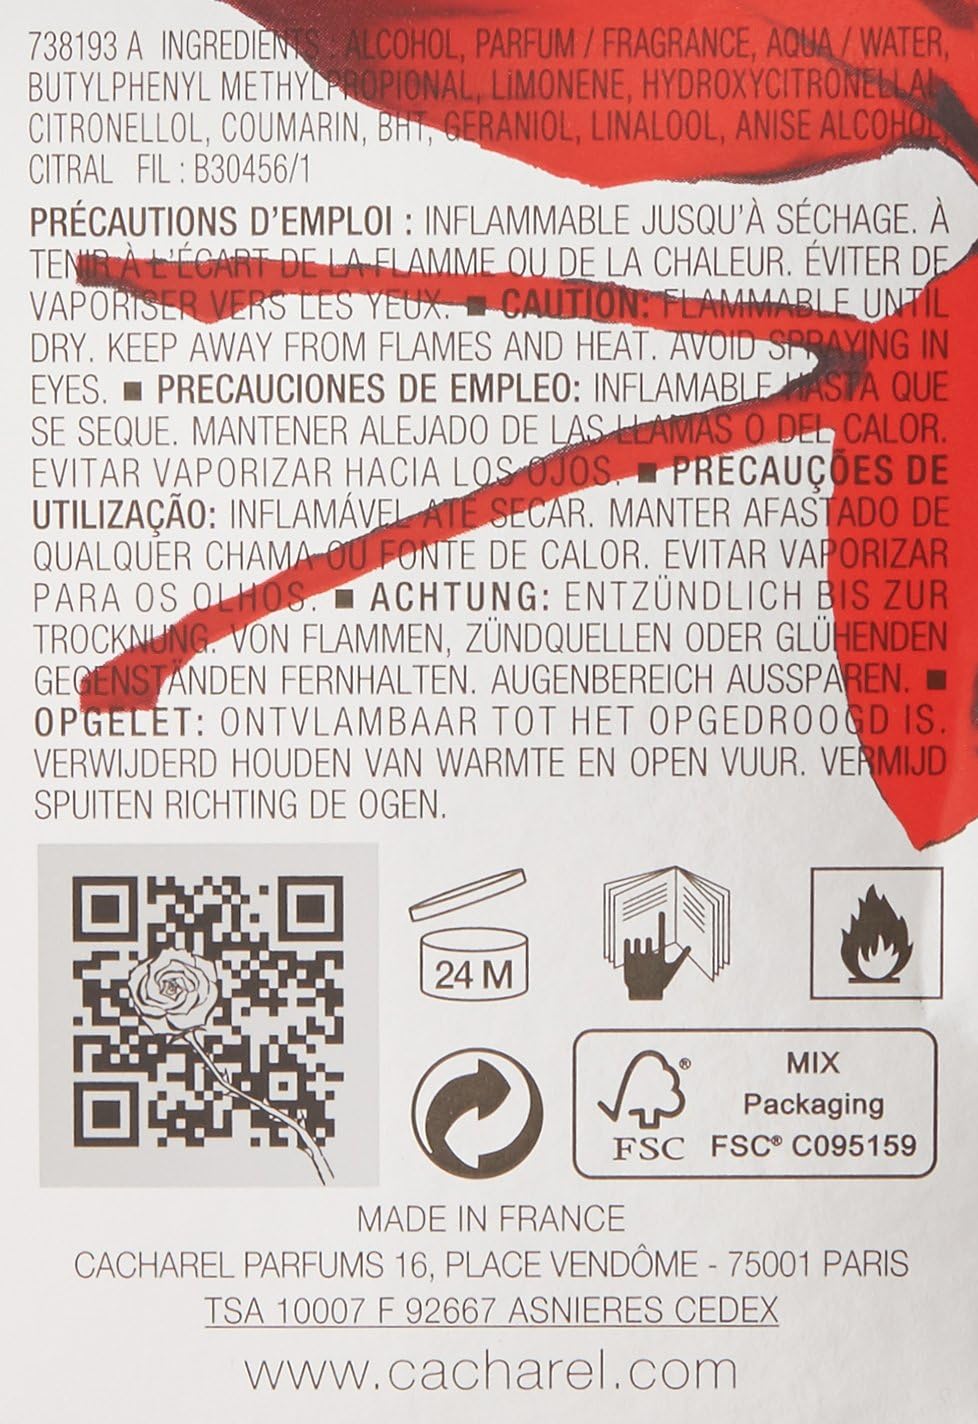 738193 A INGREDIENTS : ALCOHOL, PARFUM / FRAGRANCE, AQUA / WATER,
BUTYLPHENYL METHYLPROPIONAL, LIMONENE, HYDROXYCITRONELLAL,
CITRONELLOL, COUMARIN, BHT, GERANIOL, LINALOOL, ANISE ALCOHOL,
CITRAL FIL : B30456/1
PRÉCAUTIONS D'EMPLOI : INFLAMMABLE JUSQU'À SÉCHAGE. À
TENIR À L'ÉCART DE LA FLAMME OU DE LA CHALEUR. ÉVITER DE
VAPORISER VERS LES YEUX. ■ CAUTION: FLAMMABLE UNTIL
DRY. KEEP AWAY FROM FLAMES AND HEAT. AVOID SPRAYING IN
EYES. ■ PRECAUCIONES DE EMPLEO: INFLAMABLE HASTA QUE
SE SEQUE. MANTENER ALEJADO DE LAS LLAMAS O DEL CALOR.
EVITAR VAPORIZAR HACIA LOS OJOS. ■ PRECAUÇÕES DE
UTILIZAÇÃO: INFLAMÁVEL ATÉ SECAR. MANTER AFASTADO DE
QUALQUER CHAMA OU FONTE DE CALOR. EVITAR VAPORIZAR
PARA OS OLHOS. ■ ACHTUNG: ENTZÜNDLICH BIS ZUR
TROCKNUNG. VON FLAMMEN, ZÜNDQUELLEN ODER GLÜHENDEN
GEGENSTÄNDEN FERNHALTEN. AUGENBEREICH AUSSPAREN. ■
OPGELET: ONTVLAMBAAR TOT HET OPGEDROOGD IS.
VERWIJDERD HOUDEN VAN WARMTE EN OPEN VUUR. VERMIJD
SPUITEN RICHTING DE OGEN.
24 M
MIX
Packaging
FSC® C095159
FSC
MADE IN FRANCE
CACHAREL PARFUMS 16, PLACE VENDÔME - 75001 PARIS
TSA 10007 F 92667 ASNIERES CEDEX
www.cacharel.com